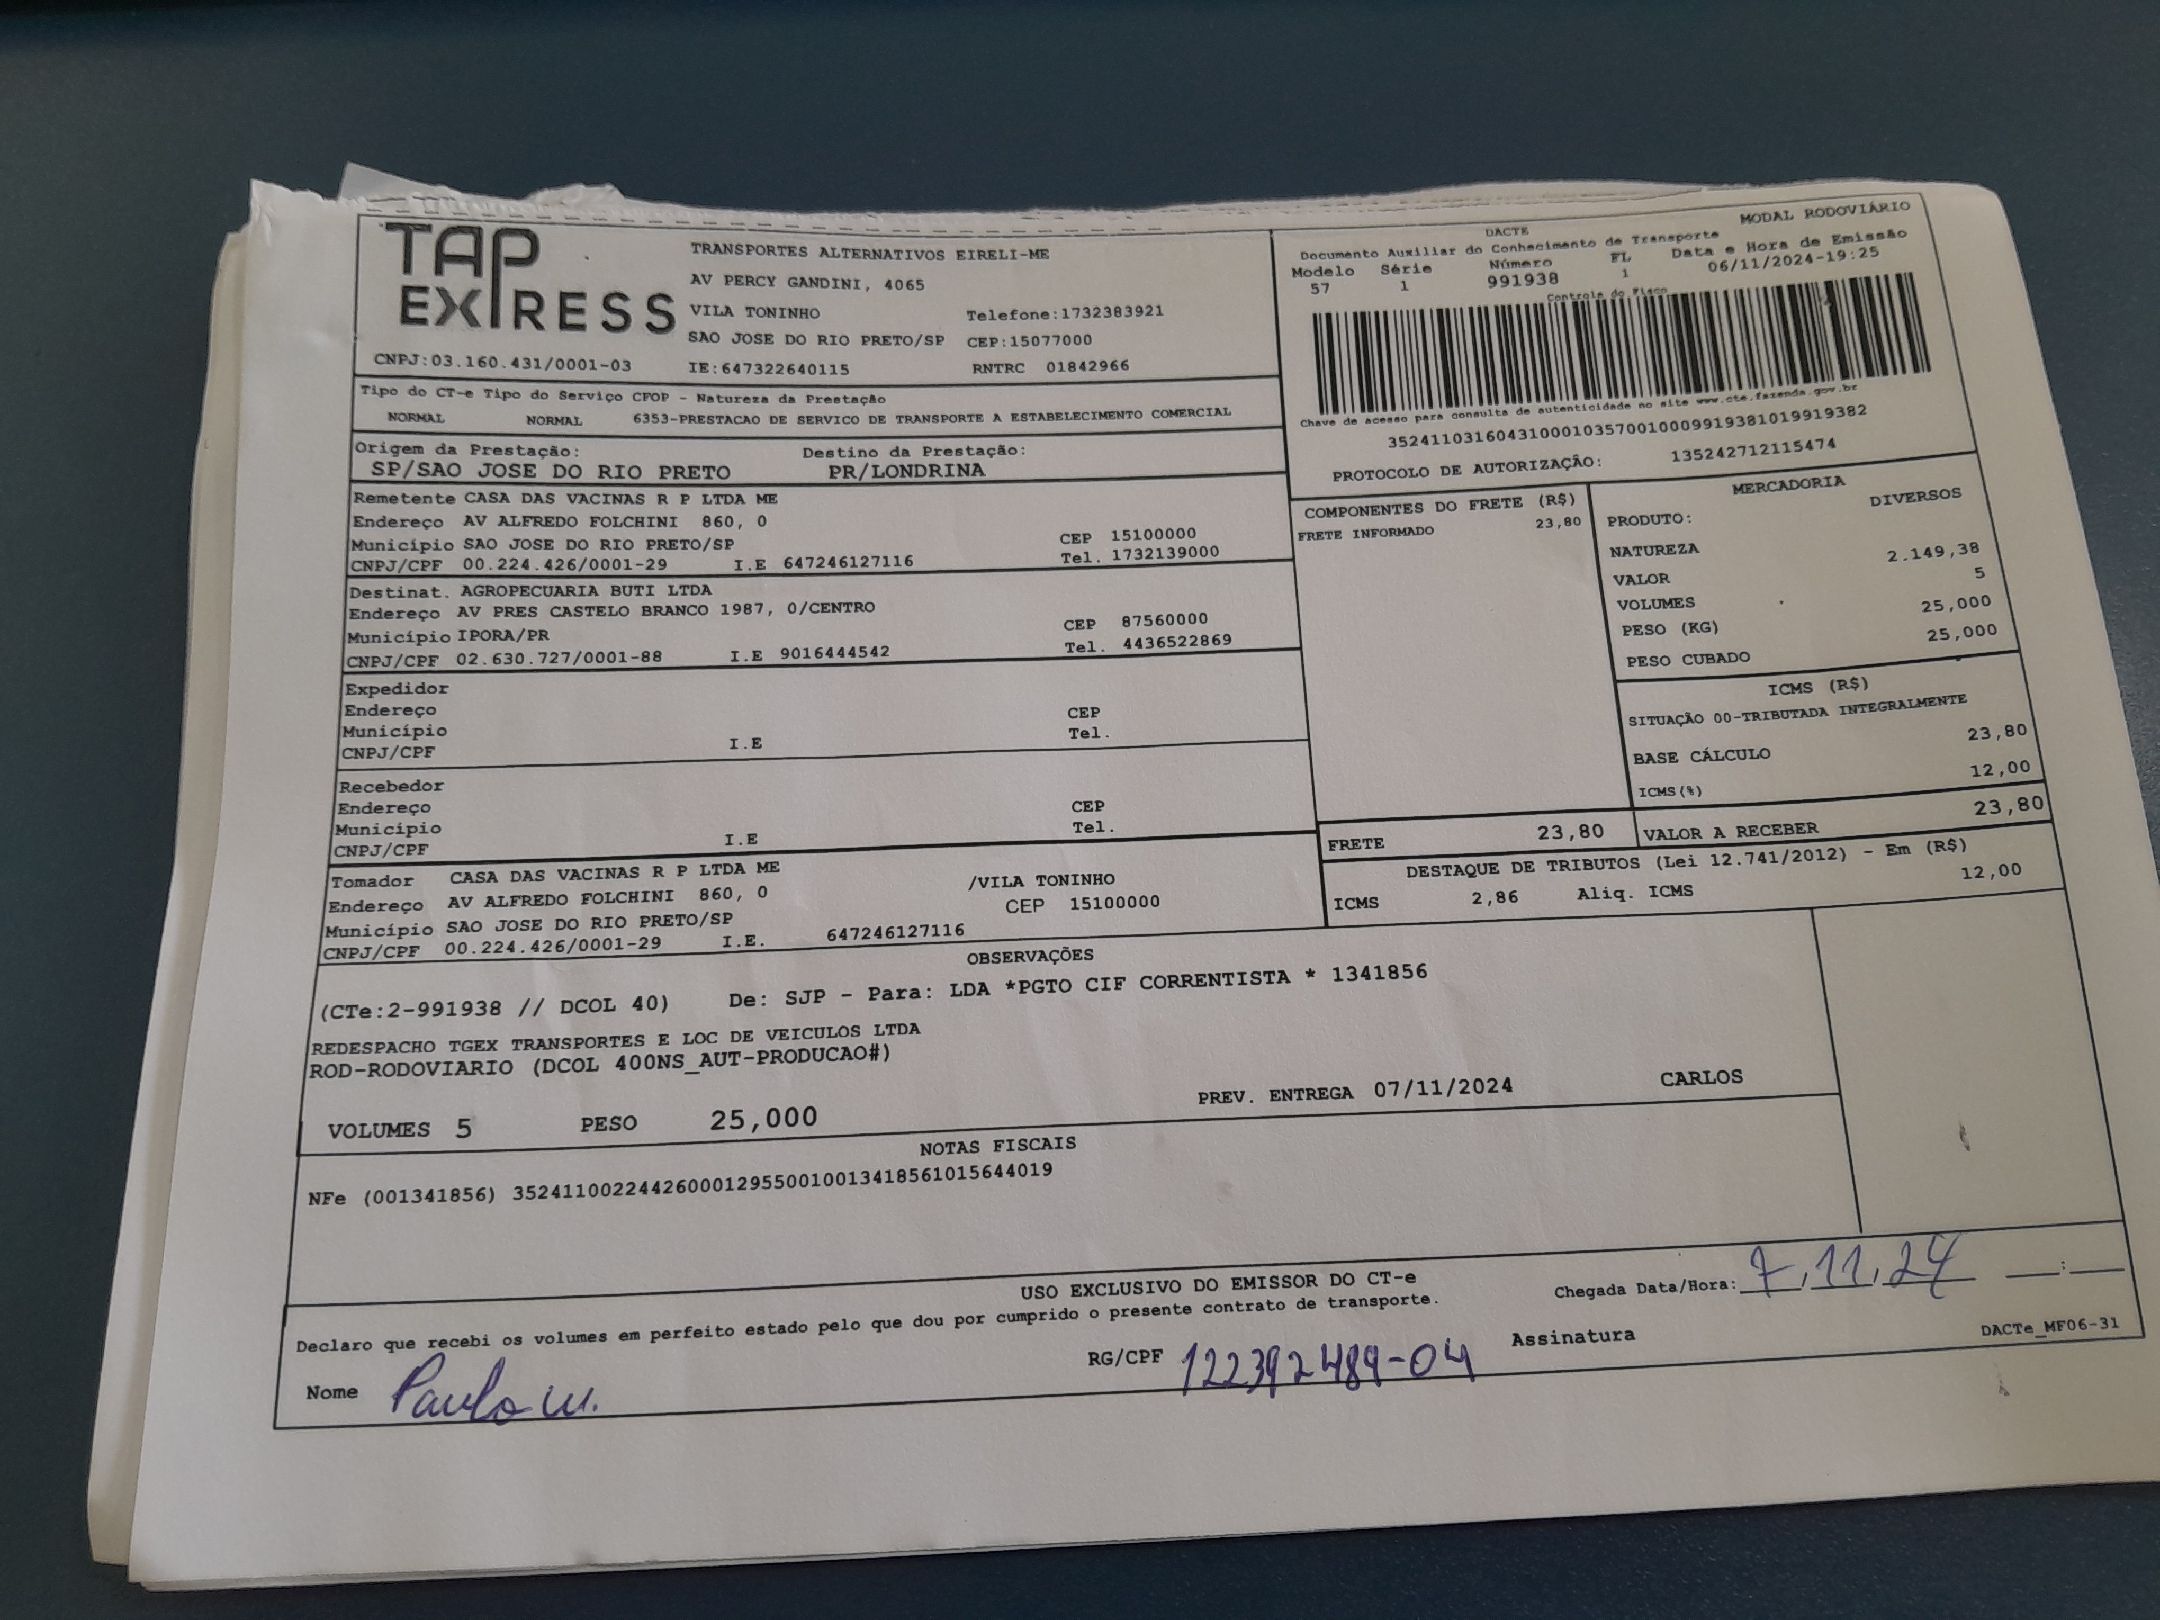 TAP
EXPRESS
CNPJ:03.160.431/0001-03
TRANSPORTES ALTERNATIVOS EIRELI-ME
AV PERCY GANDINI, 4065
VILA TONINHO Telefone:1732383921
SAO JOSE DO RIO PRETO/SP CEP:15077000
IE:647322640115 RNTRC 01842966
MODAL RODOVIÁRIO
DACTE
Documento Auxiliar do Conhecimento de Transporte
Modelo Série Número FL Data e Hora de Emissão
57 1 991938 1 06/11/2024-19:25
Controle do Fisco
Chave de acesso para consulta de autenticidade no site www.cte.fazenda.gov.br
35241103160431000103570010009919381019919382
PROTOCOLO DE AUTORIZAÇÃO: 135242712115474
Tipo do CT-e Tipo do Serviço CFOP - Natureza da Prestação
NORMAL NORMAL 6353-PRESTACAO DE SERVICO DE TRANSPORTE A ESTABELECIMENTO COMERCIAL
Origem da Prestação: Destino da Prestação:
SP/SAO JOSE DO RIO PRETO PR/LONDRINA
Remetente CASA DAS VACINAS R P LTDA ME
Endereço AV ALFREDO FOLCHINI 860, 0
Município SAO JOSE DO RIO PRETO/SP CEP 15100000
CNPJ/CPF 00.224.426/0001-29 I.E 647246127116 Tel. 1732139000
Destinat. AGROPECUARIA BUTI LTDA
Endereço AV PRES CASTELO BRANCO 1987, 0/CENTRO
Município IPORA/PR CEP 87560000
CNPJ/CPF 02.630.727/0001-88 I.E 9016444542 Tel. 4436522869
Expedidor
Endereço
Município CEP
CNPJ/CPF I.E Tel.
Recebedor
Endereço
Município CEP
CNPJ/CPF I.E Tel.
Tomador CASA DAS VACINAS R P LTDA ME
Endereço AV ALFREDO FOLCHINI 860, 0 /VILA TONINHO
Município SAO JOSE DO RIO PRETO/SP CEP 15100000
CNPJ/CPF 00.224.426/0001-29 I.E. 647246127116
COMPONENTES DO FRETE (R$)
FRETE INFORMADO 23,80
MERCADORIA
PRODUTO: DIVERSOS
NATUREZA
VALOR 2.149,38
VOLUMES 5
PESO (KG) 25,000
PESO CUBADO 25,000
ICMS (R$)
SITUAÇÃO 00-TRIBUTADA INTEGRALMENTE
BASE CÁLCULO 23,80
ICMS(%) 12,00
FRETE 23,80 VALOR A RECEBER 23,80
DESTAQUE DE TRIBUTOS (Lei 12.741/2012) - Em (R$)
ICMS 2,86 Aliq. ICMS 12,00
OBSERVAÇÕES
(CTe:2-991938 // DCOL 40) De: SJP - Para: LDA *PGTO CIF CORRENTISTA * 1341856
REDESPACHO TGEX TRANSPORTES E LOC DE VEICULOS LTDA
ROD-RODOVIARIO (DCOL 400NS_AUT-PRODUCAO#)
VOLUMES 5 PESO 25,000 PREV. ENTREGA 07/11/2024 CARLOS
NOTAS FISCAIS
NFe (001341856) 35241100224426000129550010013418561015644019
USO EXCLUSIVO DO EMISSOR DO CT-e
Declaro que recebi os volumes em perfeito estado pelo que dou por cumprido o presente contrato de transporte.
Chegada Data/Hora: 7.11.24 __:__
Nome Paulo W. RG/CPF 122392489-04 Assinatura
DACTe_MF06-31